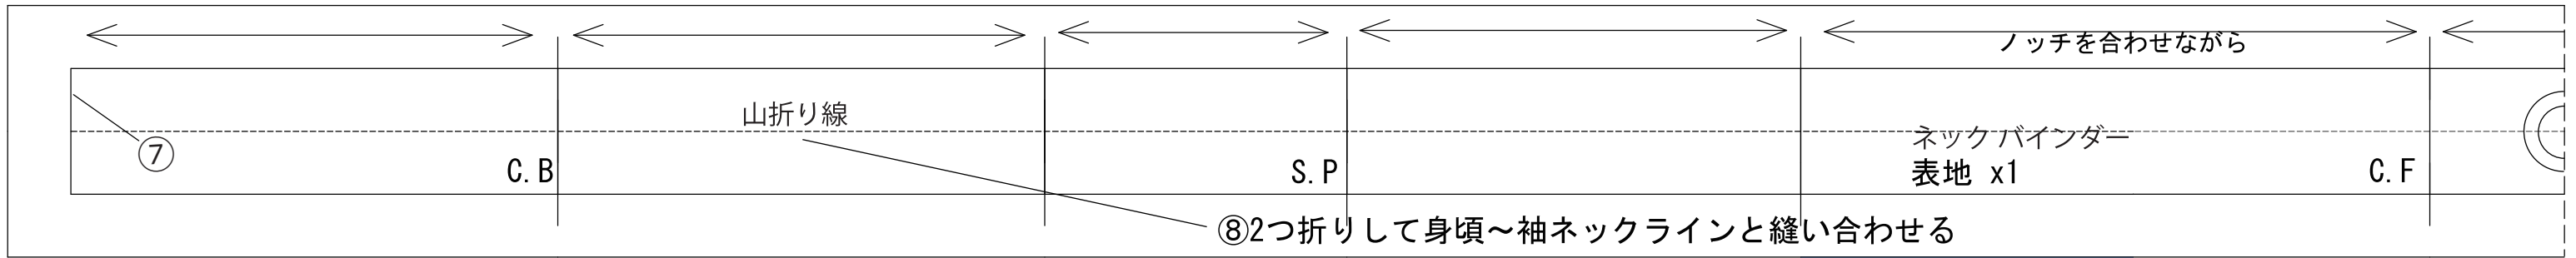 ノッチを合わせながら
山折り線
⑦
C.B
S.P
ネック バインダー
表地 x1
C.F
⑧2つ折りして身頃～袖ネックラインと縫い合わせる